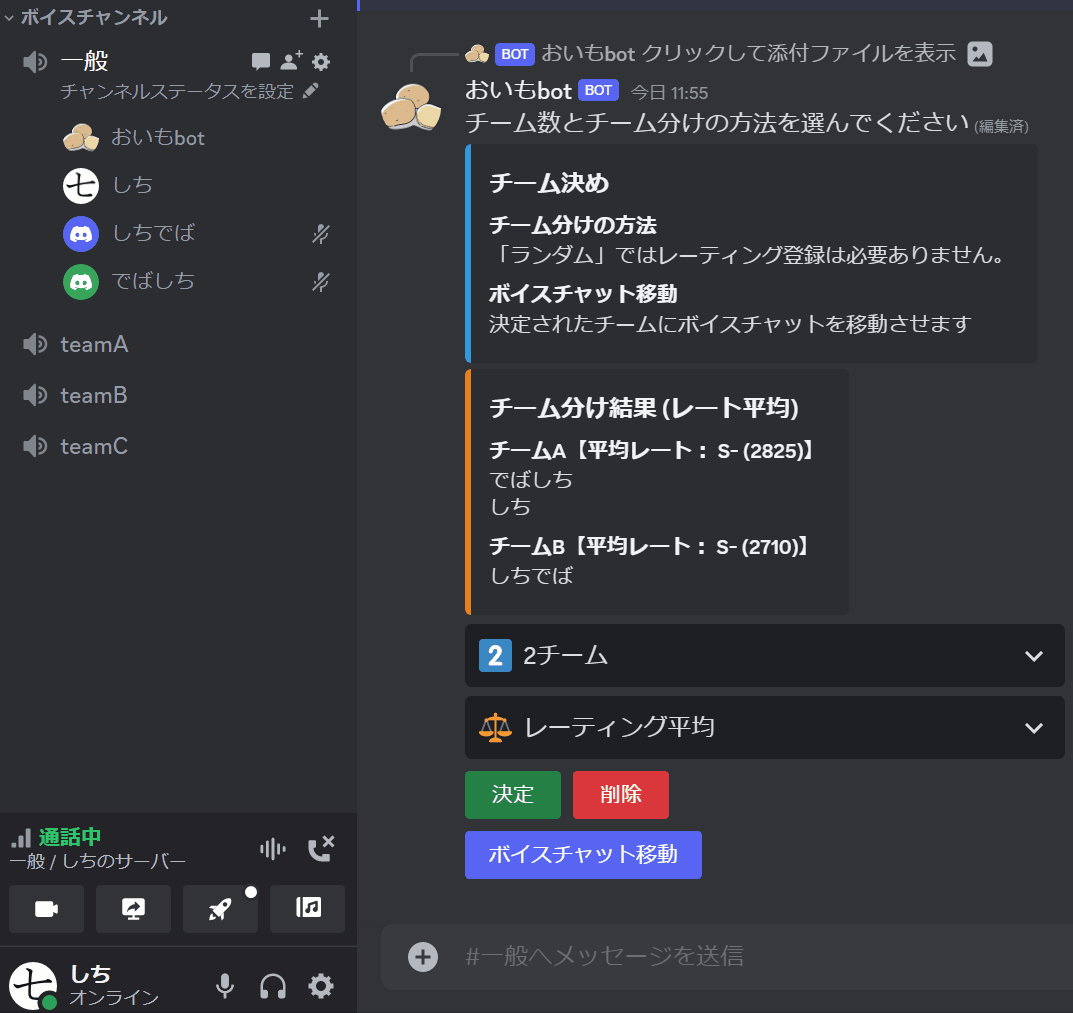 ボイスチャンネル
一般
チャンネルステータスを設定
おいもbot
七 しち
しちでば
でばしち
teamA
teamB
teamC
通話中
一般 / しちのサーバー
七 しち
オンライン
BOT おいもbot クリックして添付ファイルを表示
おいもbot BOT 今日 11:55
チーム数とチーム分けの方法を選んでください (編集済)
チーム決め
チーム分けの方法
「ランダム」ではレーティング登録は必要ありません。
ボイスチャット移動
決定されたチームにボイスチャットを移動させます
チーム分け結果 (レート平均)
チームA【平均レート： S- (2825)】
でばしち
しち
チームB【平均レート： S- (2710)】
しちでば
2 2チーム
レーティング平均
決定 削除
ボイスチャット移動
#一般へメッセージを送信